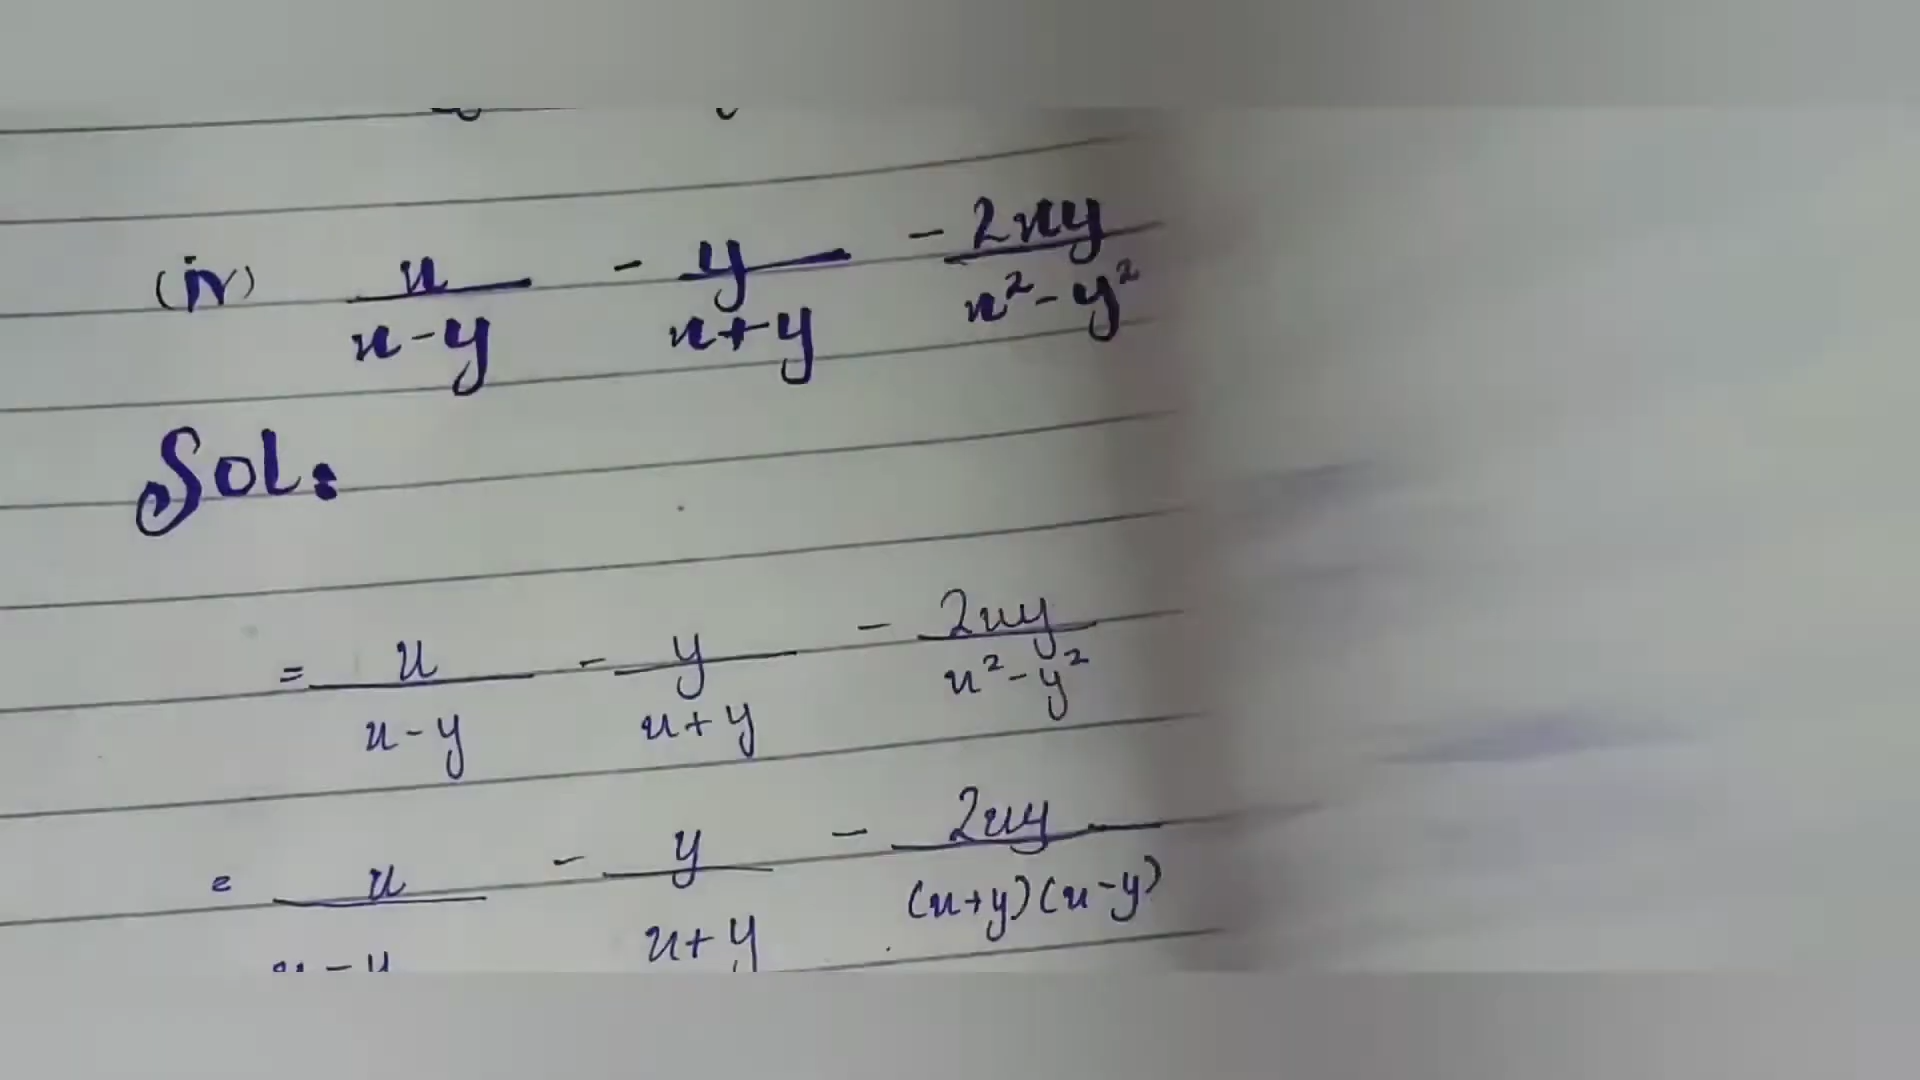 (iv) x/(x-y) - y/(x+y) - 2xy/(x²-y²)
Sol:
= x/(x-y) - y/(x+y) - 2xy/(x²-y²)
= x/(x-y) - y/(x+y) - 2xy/((x+y)(x-y))